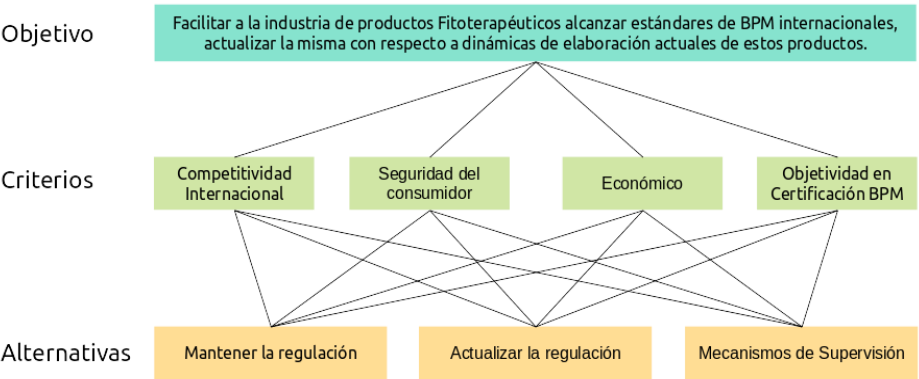 Objetivo
Facilitar a la industria de productos Fitoterapéuticos alcanzar estándares de BPM internacionales,
actualizar la misma con respecto a dinámicas de elaboración actuales de estos productos.
Criterios
Competitividad
Internacional
Seguridad del
consumidor
Económico
Objetividad en
Certificación BPM
Alternativas
Mantener la regulación
Actualizar la regulación
Mecanismos de Supervisión